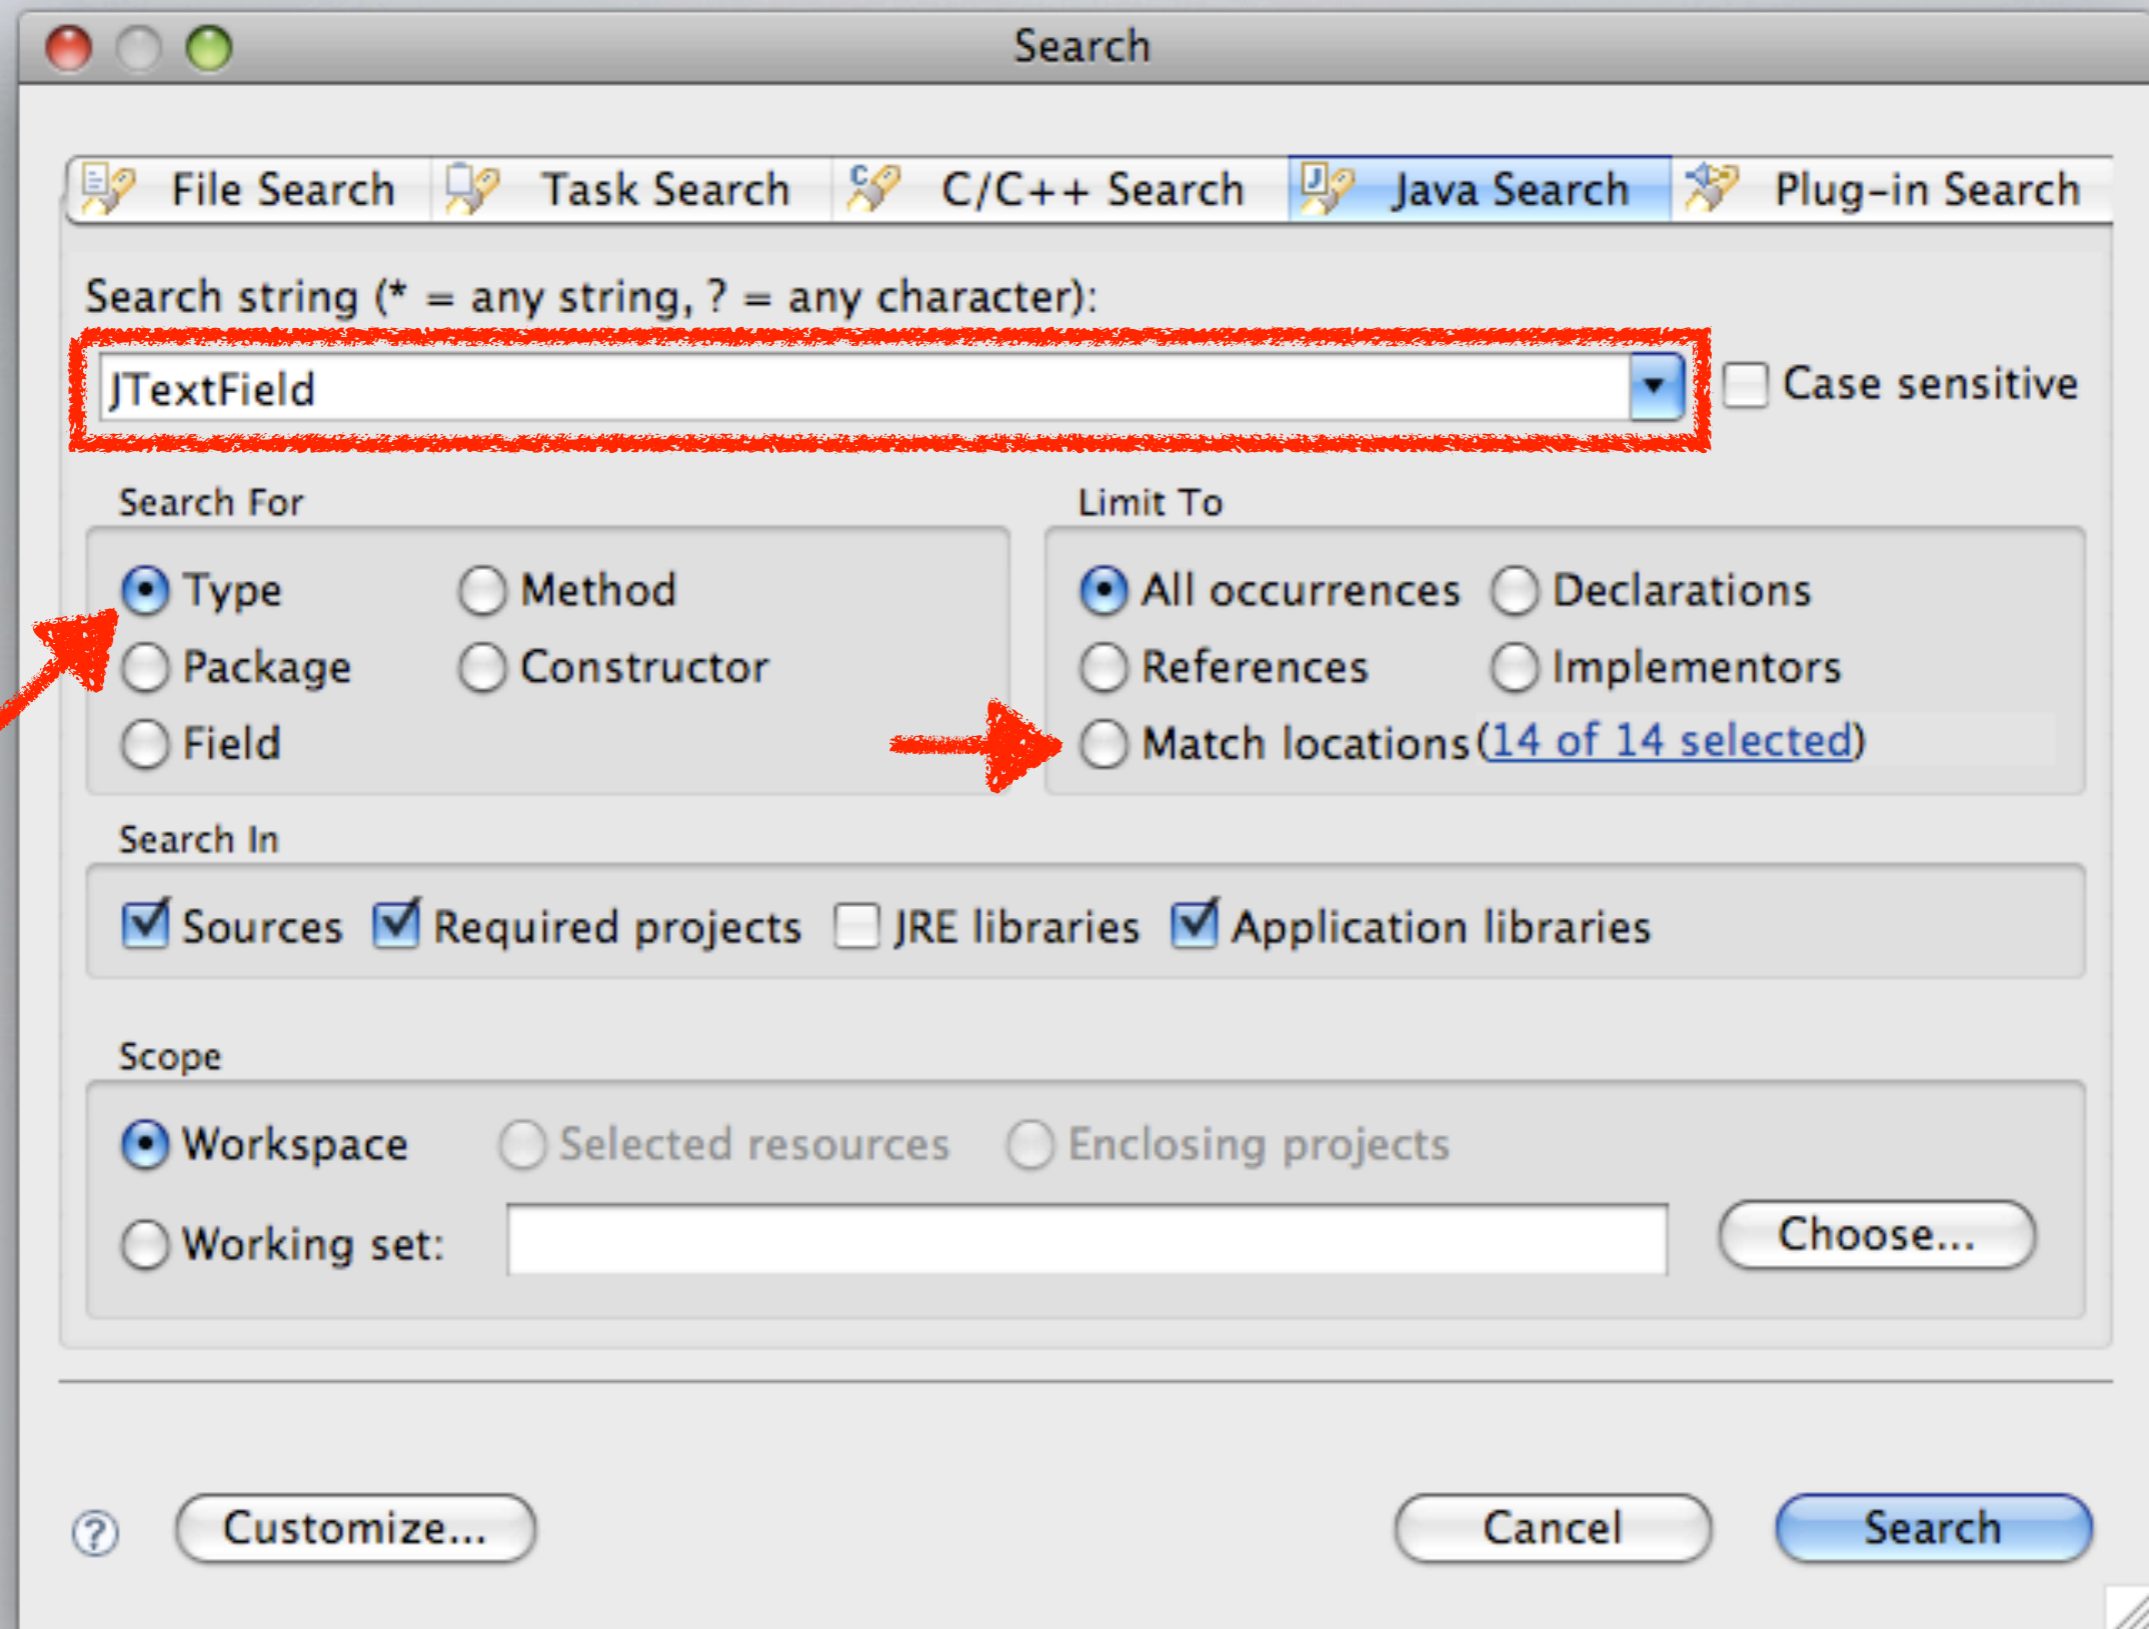 Search
File Search Task Search C/C++ Search Java Search Plug-in Search
Search string (* = any string, ? = any character):
JTextField Case sensitive
Search For
Type Method
Package Constructor
Field
Limit To
All occurrences Declarations
References Implementors
Match locations (14 of 14 selected)
Search In
Sources Required projects JRE libraries Application libraries
Scope
Workspace Selected resources Enclosing projects
Working set: Choose...
? Customize... Cancel Search